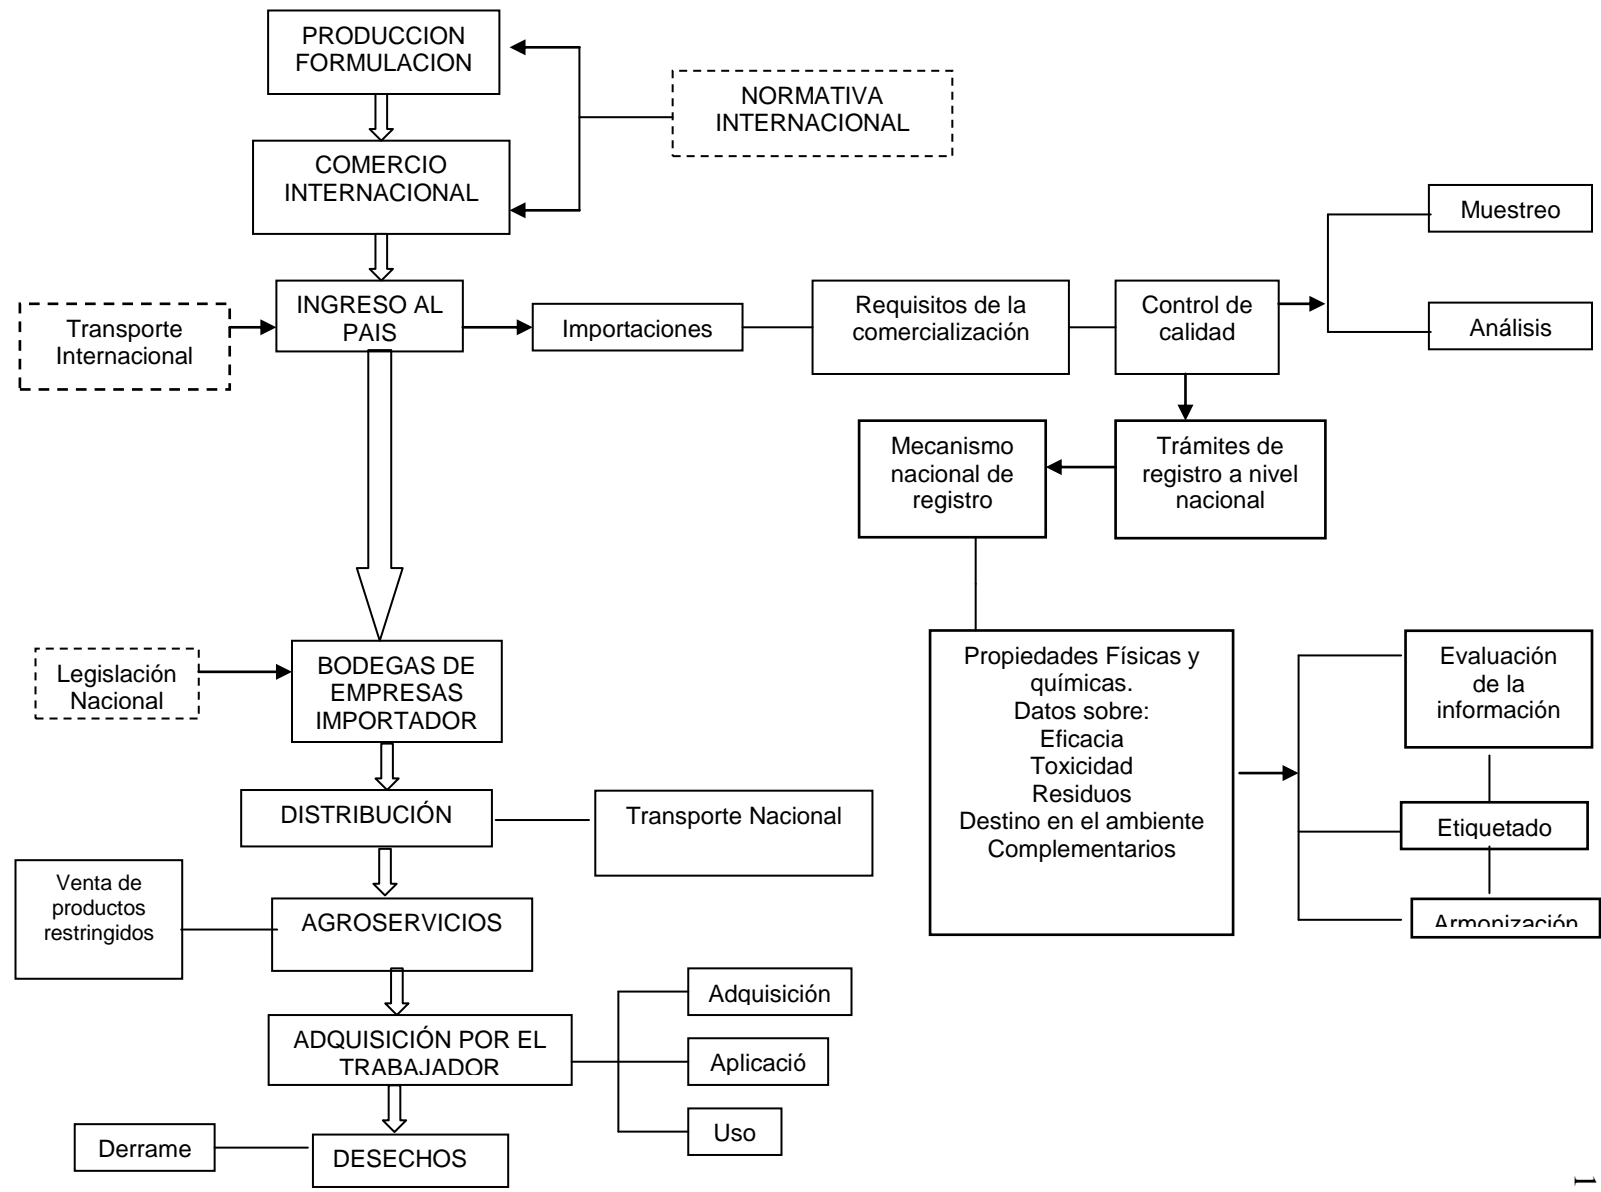 PRODUCCION
FORMULACION
NORMATIVA
INTERNACIONAL
COMERCIO
INTERNACIONAL
Muestreo
Análisis
Transporte
Internacional
INGRESO AL
PAIS
Importaciones
Requisitos de la
comercialización
Control de
calidad
Mecanismo
nacional de
registro
Trámites de
registro a nivel
nacional
Legislación
Nacional
BODEGAS DE
EMPRESAS
IMPORTADOR
Propiedades Físicas y
químicas.
Datos sobre:
Eficacia
Toxicidad
Residuos
Destino en el ambiente
Complementarios
Evaluación
de la
información
Etiquetado
Armonización
DISTRIBUCIÓN
Transporte Nacional
Venta de
productos
restringidos
AGROSERVICIOS
ADQUISICIÓN POR EL
TRABAJADOR
Adquisición
Aplicació
Uso
Derrame
DESECHOS
1